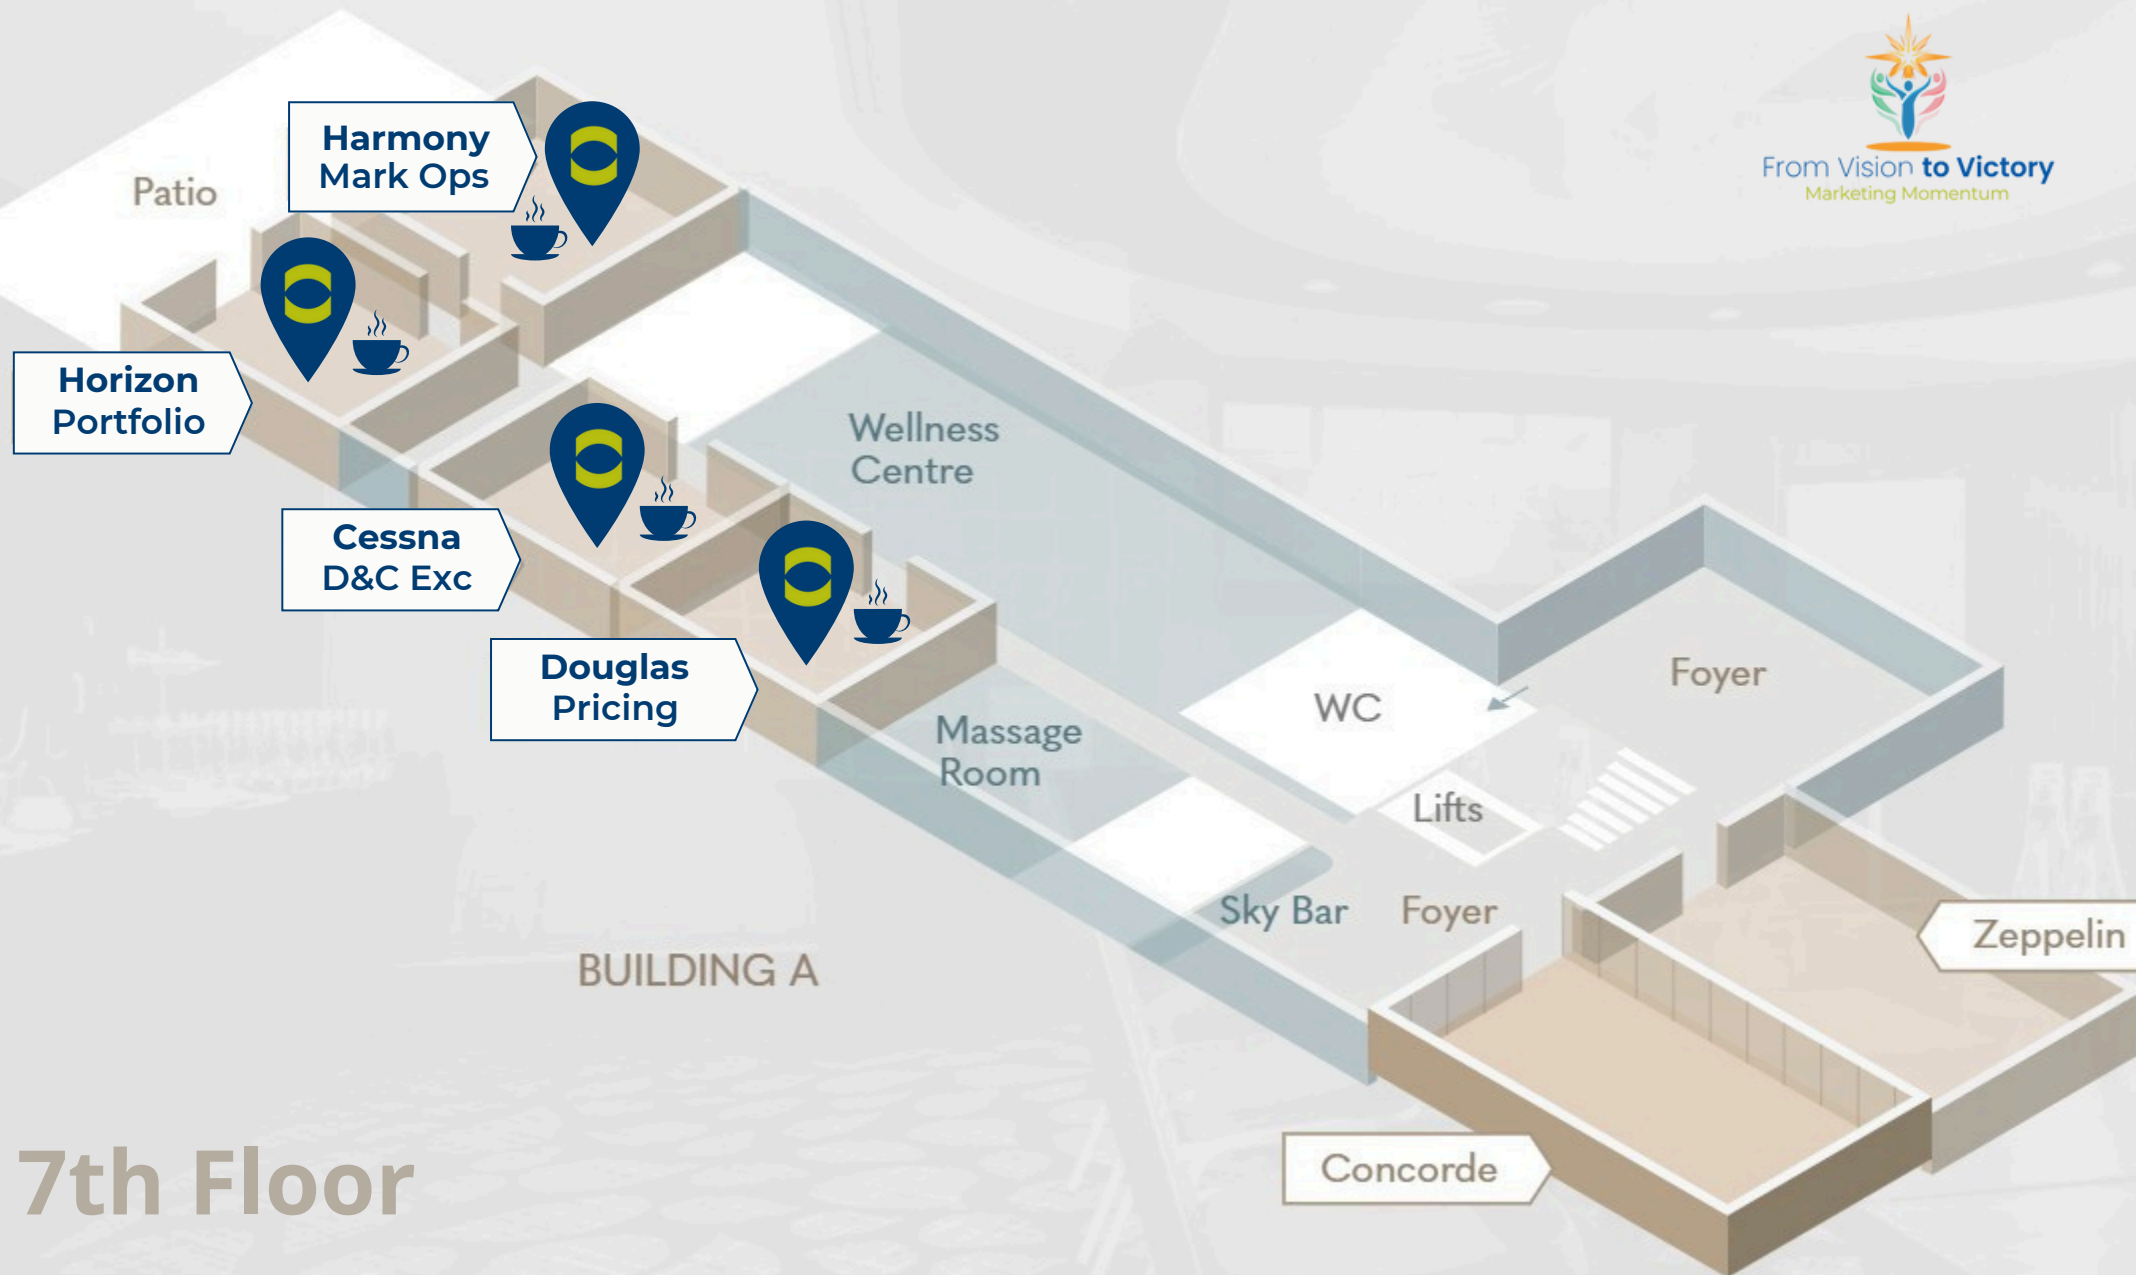 From Vision to Victory
Marketing Momentum
Harmony
Mark Ops
Patio
Horizon
Portfolio
Wellness
Centre
Cessna
D&C Exc
Douglas
Pricing
Foyer
WC
Massage
Room
Lifts
Sky Bar
Foyer
Zeppelin
BUILDING A
Concorde
7th Floor